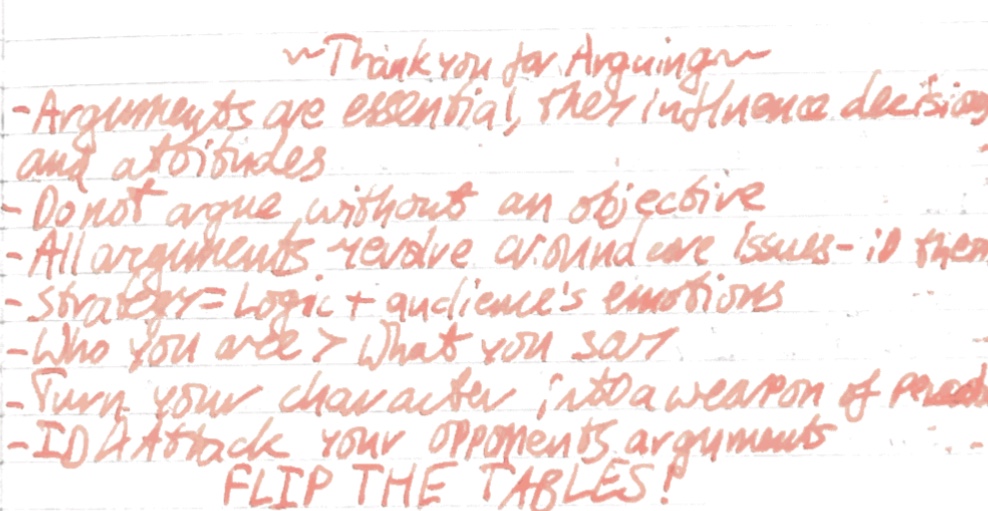 ~Thank you for Arguing~
-Arguments are essential, they influence decisions
and attitudes
-Do not argue without an objective
-All arguments revolve around core issues-ID them
-Strategy=Logic+audience's emotions
-Who you are>What you say
-Turn your character into a weapon of
-ID & Attack your opponents arguments
FLIP THE TABLES!